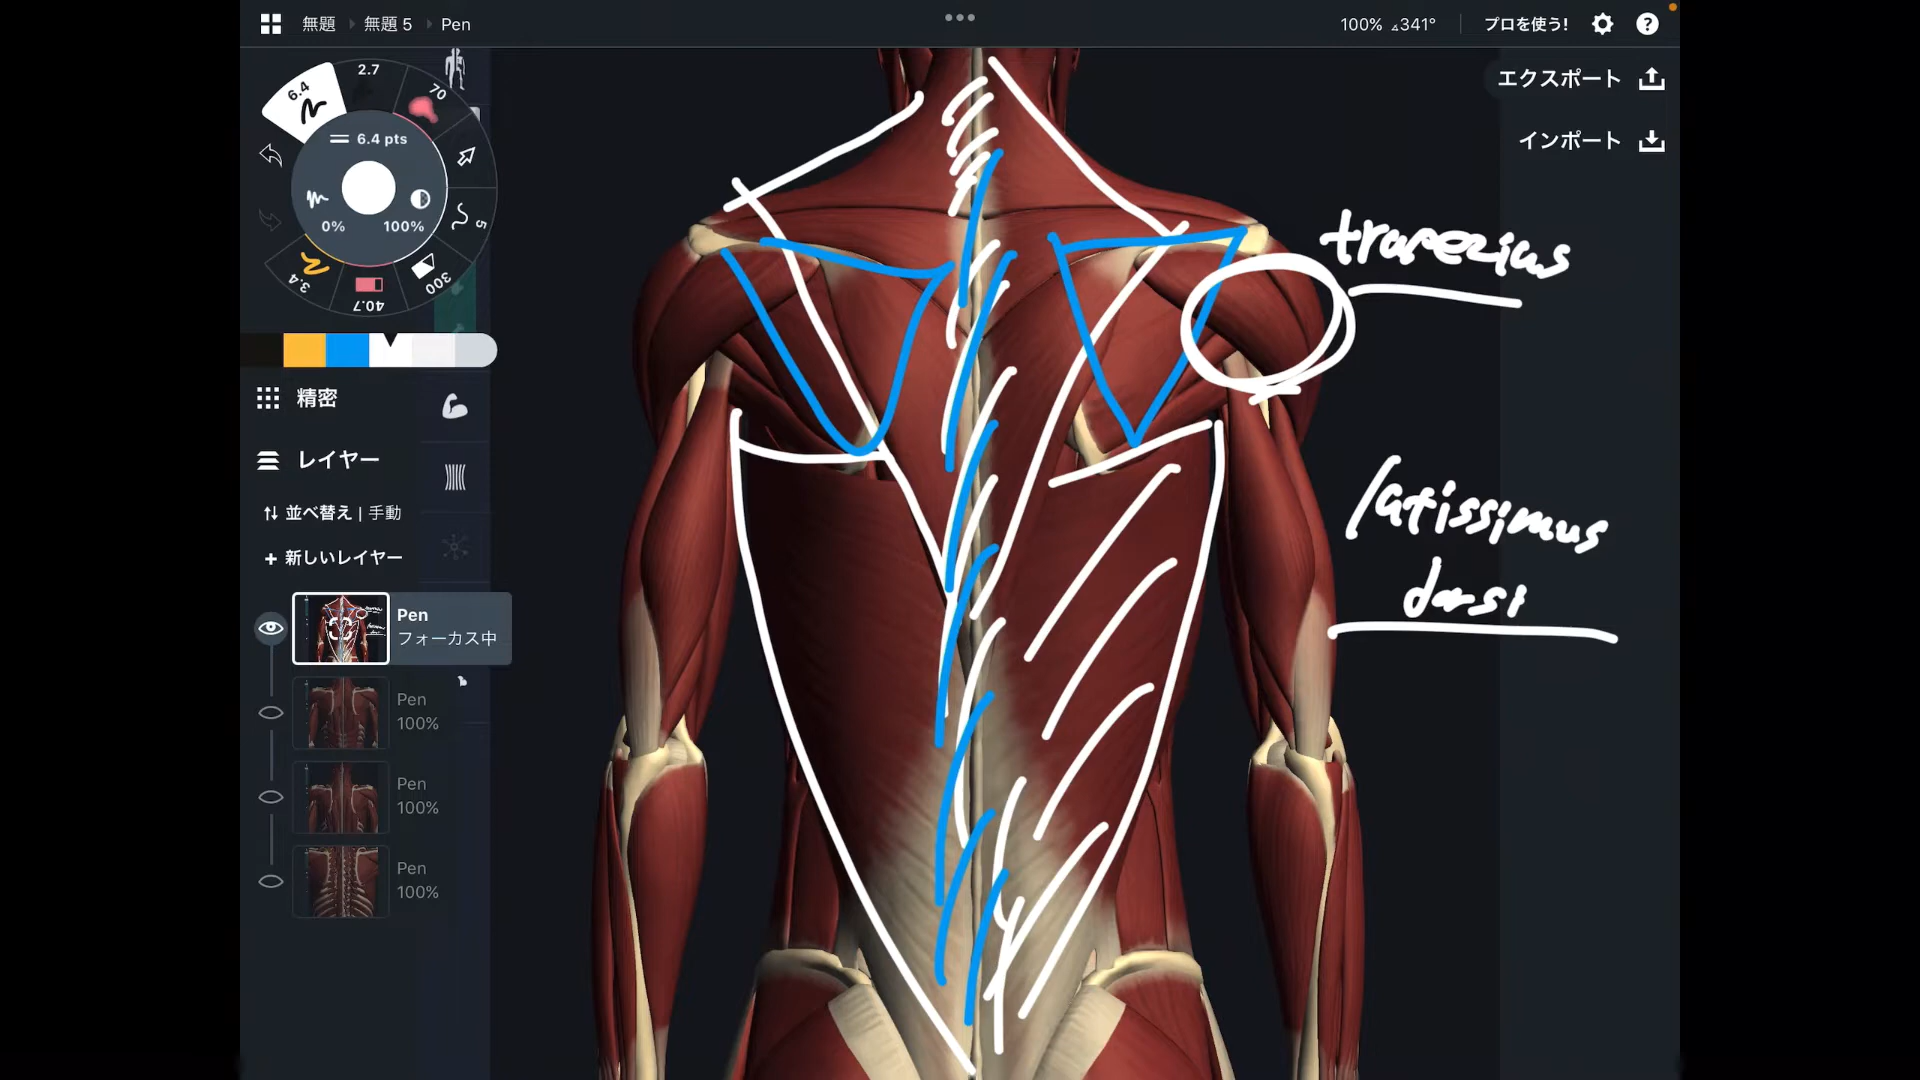 無題 無題 5 Pen
100% ∡341°
プロを使う!
エクスポート
インポート
6.4
2.7
70
5
300
40.7
3.4
6.4 pts
0% 100%
精密
レイヤー
並べ替え | 手動
+ 新しいレイヤー
Pen
フォーカス中
Pen
100%
Pen
100%
Pen
100%
trapezius
latissimus
dorsi